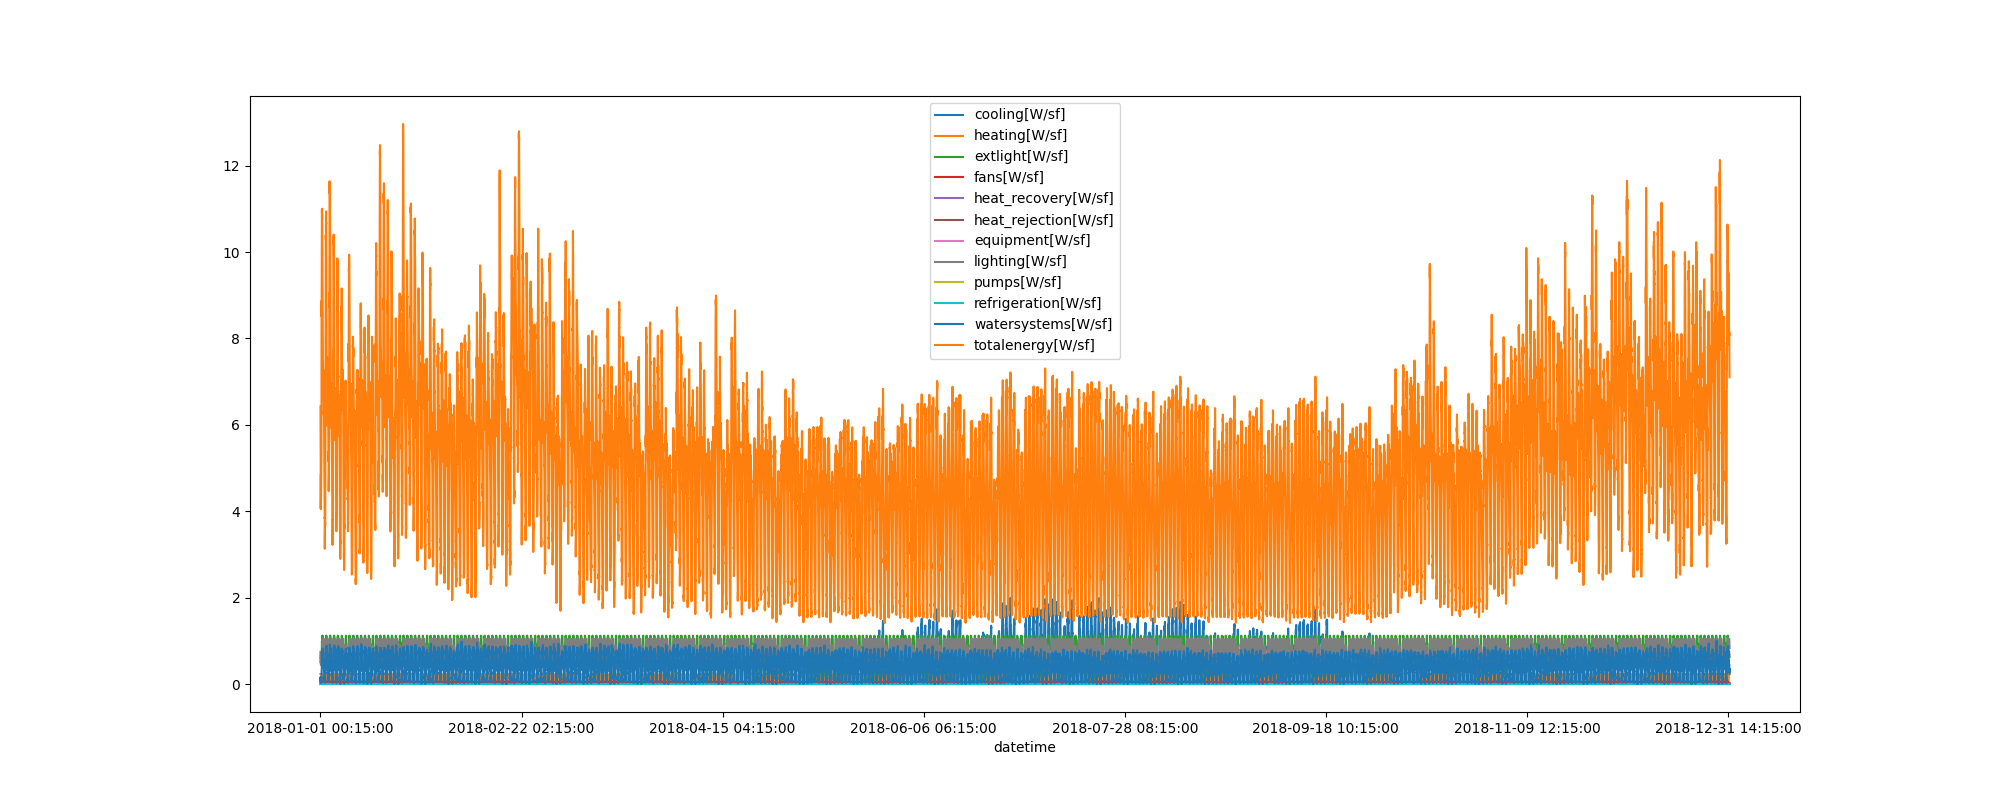 cooling[W/sf]
heating[W/sf]
extlight[W/sf]
fans[W/sf]
heat_recovery[W/sf]
heat_rejection[W/sf]
equipment[W/sf]
lighting[W/sf]
pumps[W/sf]
refrigeration[W/sf]
watersystems[W/sf]
totalenergy[W/sf]
12
10
8
6
4
2
0
2018-01-01 00:15:00 2018-02-22 02:15:00 2018-04-15 04:15:00 2018-06-06 06:15:00 2018-07-28 08:15:00 2018-09-18 10:15:00 2018-11-09 12:15:00 2018-12-31 14:15:00
datetime